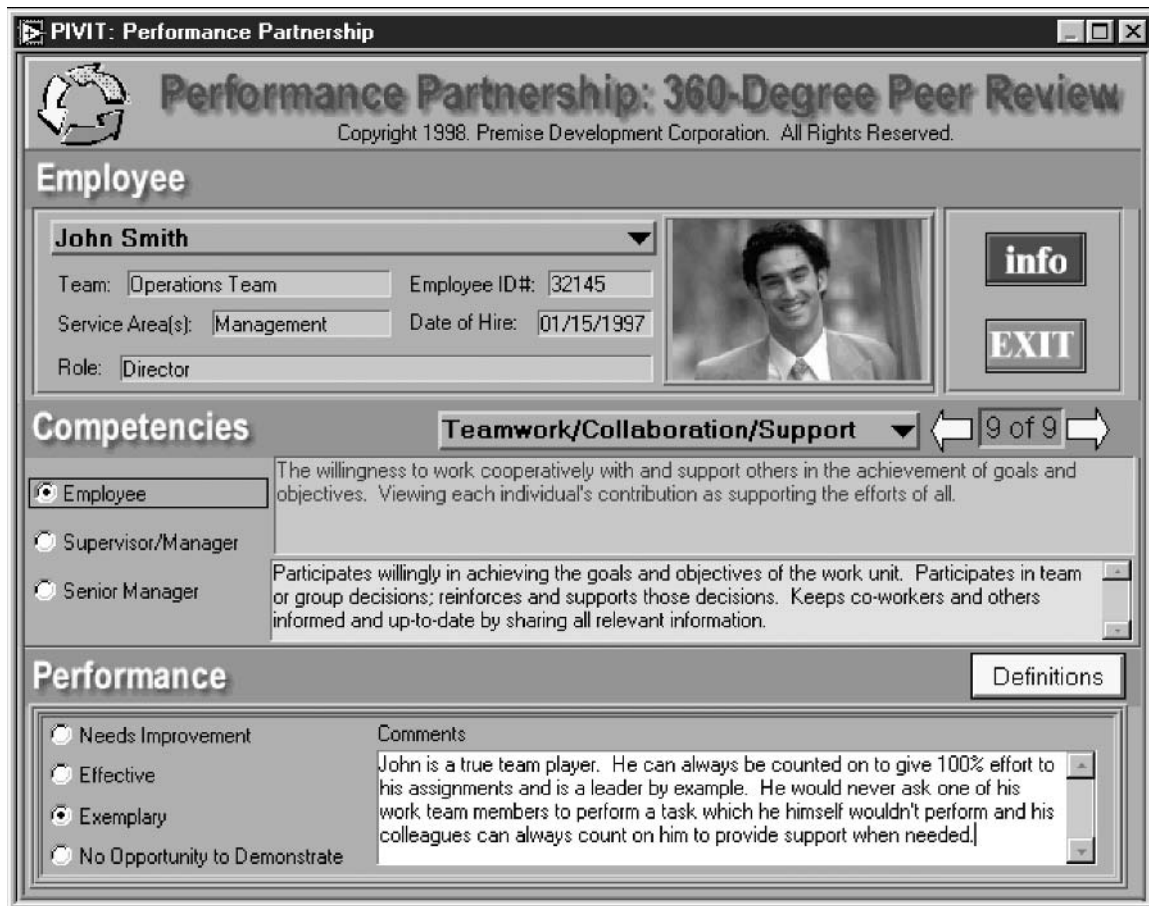 PIVIT: Performance Partnership
Performance Partnership: 360-Degree Peer Review
Copyright 1998. Premise Development Corporation. All Rights Reserved.
Employee
John Smith
Team: Operations Team Employee ID#: 32145
Service Area(s): Management Date of Hire: 01/15/1997
Role: Director
info
EXIT
Competencies
Teamwork/Collaboration/Support 9 of 9
Employee
Supervisor/Manager
Senior Manager
The willingness to work cooperatively with and support others in the achievement of goals and
objectives. Viewing each individual's contribution as supporting the efforts of all.
Participates willingly in achieving the goals and objectives of the work unit. Participates in team
or group decisions; reinforces and supports those decisions. Keeps co-workers and others
informed and up-to-date by sharing all relevant information.
Performance
Definitions
Needs Improvement
Effective
Exemplary
No Opportunity to Demonstrate
Comments
John is a true team player. He can always be counted on to give 100% effort to
his assignments and is a leader by example. He would never ask one of his
work team members to perform a task which he himself wouldn't perform and his
colleagues can always count on him to provide support when needed.